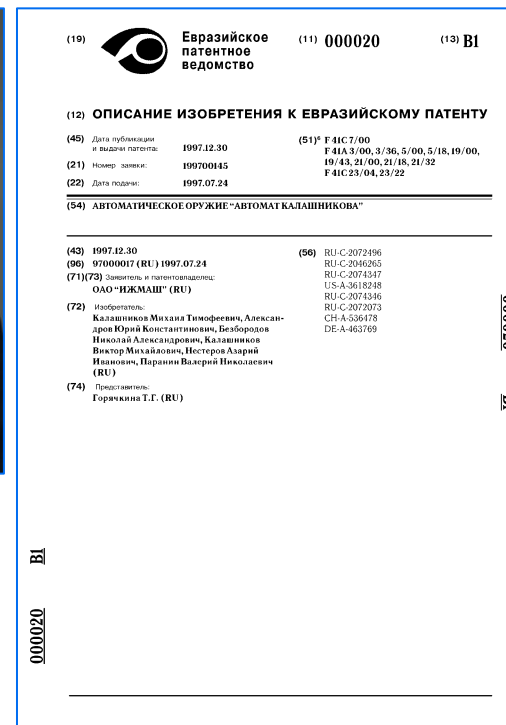 (19)
Евразийское
патентное
ведомство
(11) 000020
(13) B1
(12) ОПИСАНИЕ ИЗОБРЕТЕНИЯ К ЕВРАЗИЙСКОМУ ПАТЕНТУ
(45) Дата публикации
и выдачи патента: 1997.12.30
(21) Номер заявки: 199700145
(22) Дата подачи: 1997.07.24
(51)⁶ F 41C 7/00
F 41A 3/00, 3/36, 5/00, 5/18, 19/00,
19/43, 21/00, 21/18, 21/32
F 41C 23/04, 23/22
(54) АВТОМАТИЧЕСКОЕ ОРУЖИЕ “АВТОМАТ КАЛАШНИКОВА”
(43) 1997.12.30
(96) 97000017 (RU) 1997.07.24
(71)(73) Заявитель и патентовладелец:
ОАО “ИЖМАШ” (RU)
(72) Изобретатель:
Калашников Михаил Тимофеевич, Алексан-
дров Юрий Константинович, Безбородов
Николай Александрович, Калашников
Виктор Михайлович, Нестеров Азарий
Иванович, Паранин Валерий Николаевич
(RU)
(74) Представитель:
Горячкина Т.Г. (RU)
(56) RU-C-2072496
RU-C-2046265
RU-C-2074347
US-A-3618248
RU-C-2074346
RU-C-2072073
CH-A-536478
DE-A-463769
000020 B1